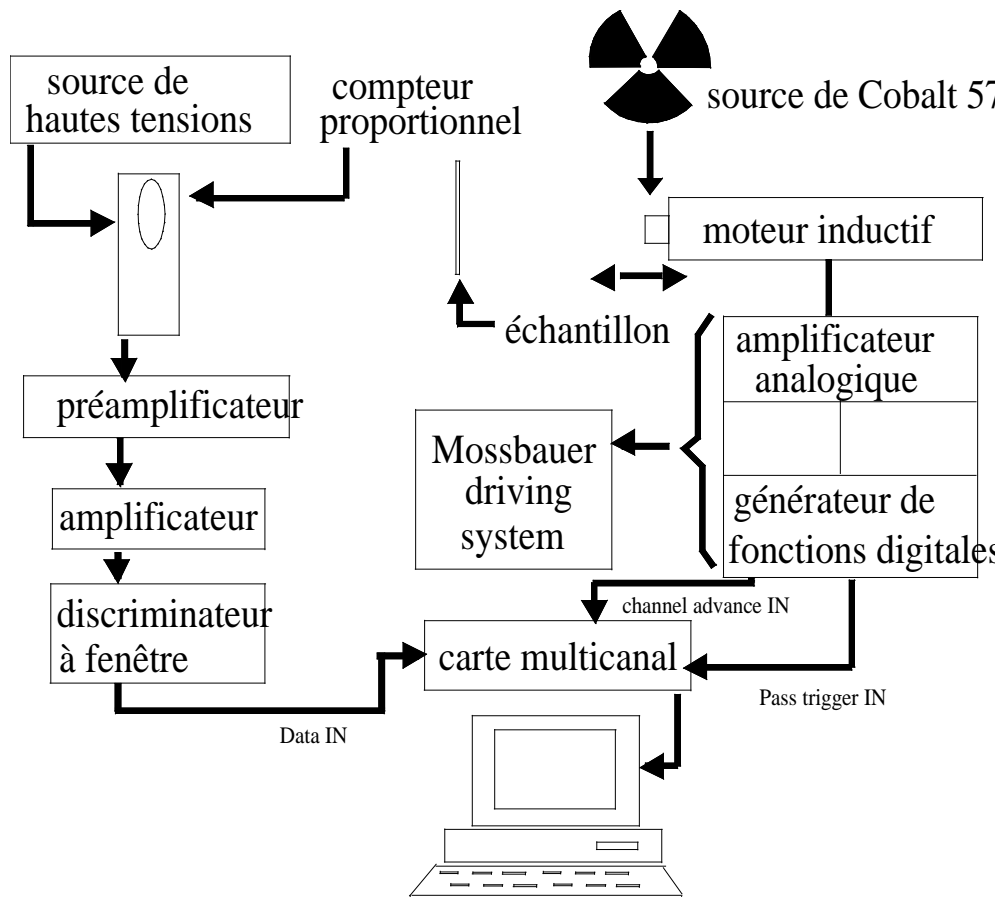 source de
hautes tensions
compteur
proportionnel
source de Cobalt 57
moteur inductif
échantillon
amplificateur
analogique
préamplificateur
Mossbauer
driving
system
amplificateur
générateur de
fonctions digitales
discriminateur
à fenêtre
channel advance IN
carte multicanal
Pass trigger IN
Data IN